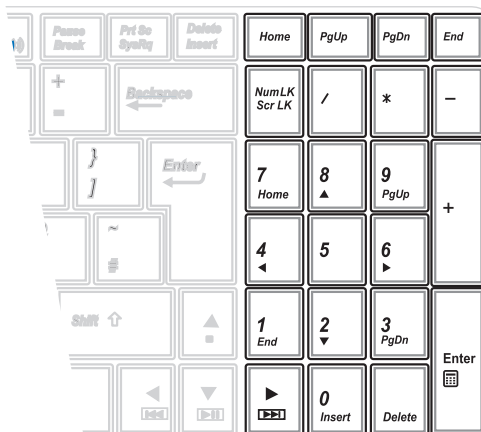 Pause Prt Sc Delete Home PgUp PgDn End
Break SysRq Insert
+ Backspace NumLK / * −
= Scr LK
} Enter 7 8 9 +
] Home ▲ PgUp
~ 4 5 6
# ◀ ▶
Shift ⇧ ▲ 1 2 3 Enter
End ▼ PgDn
◀ ▼ ▶ 0
Insert Delete